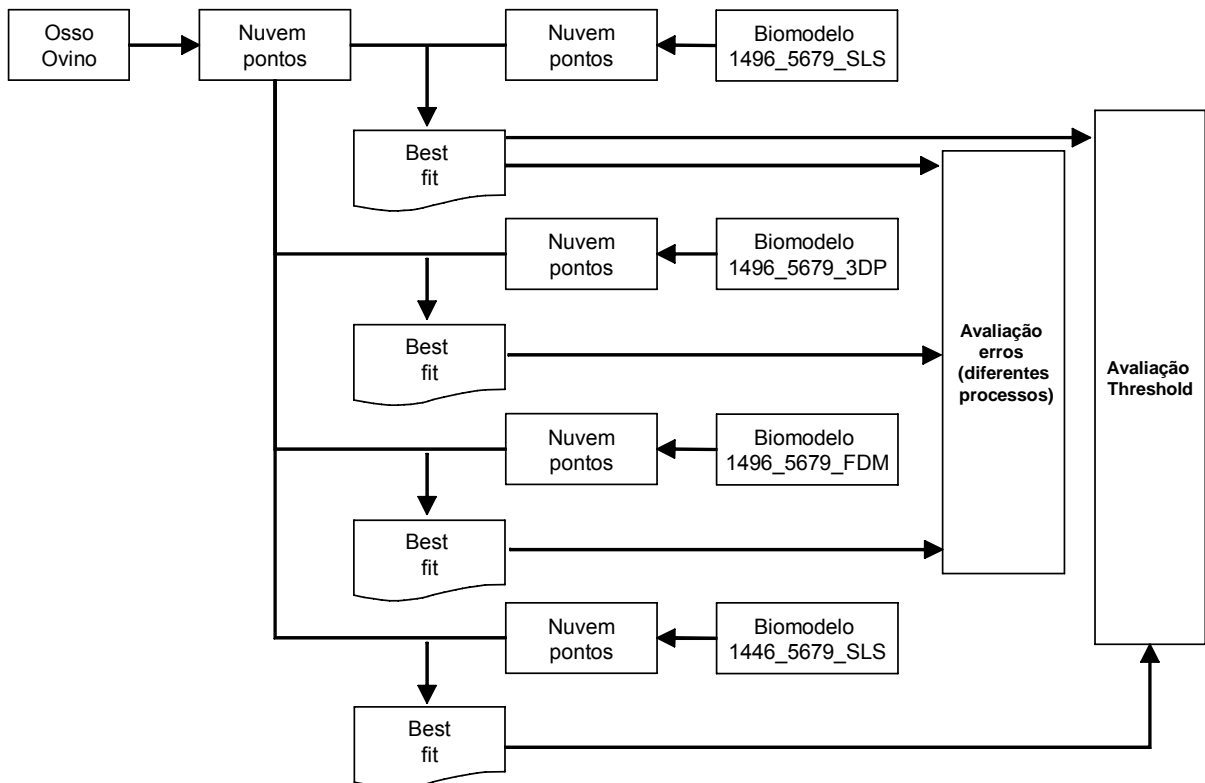 Osso
Ovino
Nuvem
pontos
Nuvem
pontos
Biomodelo
1496_5679_SLS
Best
fit
Nuvem
pontos
Biomodelo
1496_5679_3DP
Best
fit
Avaliação
erros
(diferentes
processos)
Avaliação
Threshold
Nuvem
pontos
Biomodelo
1496_5679_FDM
Best
fit
Nuvem
pontos
Biomodelo
1446_5679_SLS
Best
fit